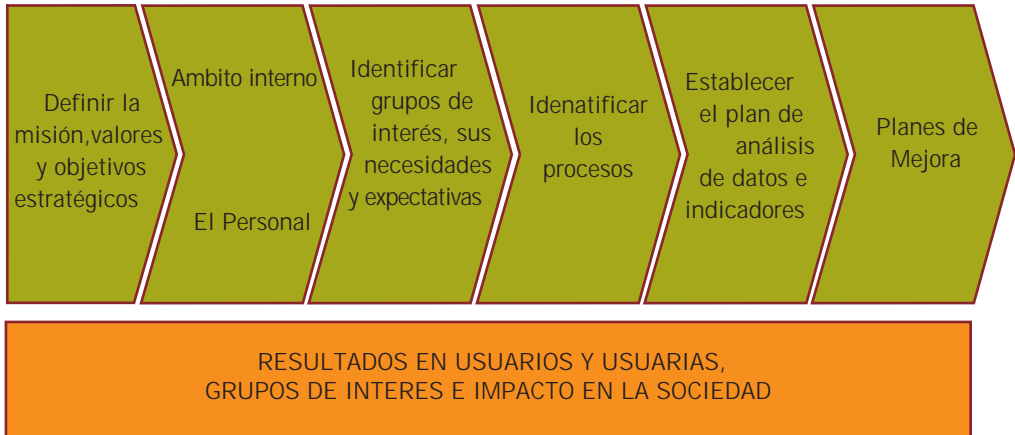 Definir la
misión,valores
y objetivos
estratégicos
Ambito interno
El Personal
Identificar
grupos de
interés, sus
necesidades
y expectativas
Idenatificar
los
procesos
Establecer
el plan de
análisis
de datos e
indicadores
Planes de
Mejora
RESULTADOS EN USUARIOS Y USUARIAS,
GRUPOS DE INTERES E IMPACTO EN LA SOCIEDAD